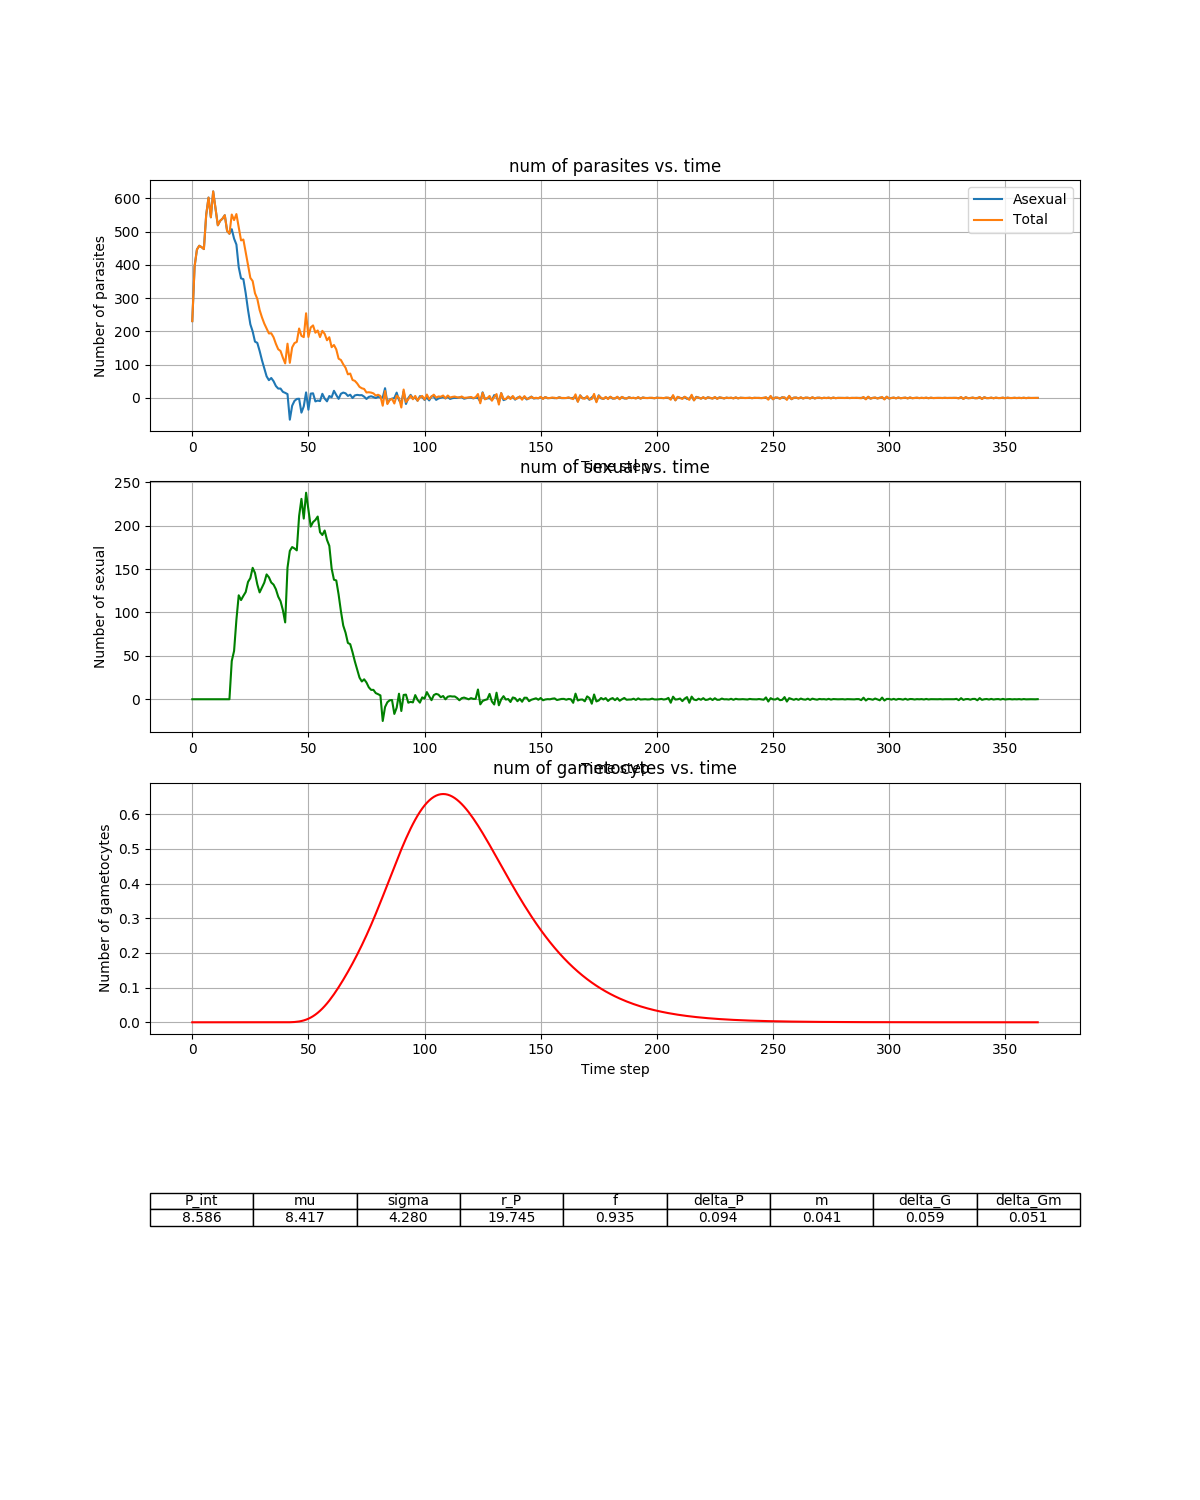 num of parasites vs. time
Number of parasites
600
500
400
300
200
100
0
Asexual
Total
0 50 100 150 200 250 300 350
Time step
num of sexual vs. time
Number of sexual
250
200
150
100
50
0
0 50 100 150 200 250 300 350
Time step
num of gametocytes vs. time
Number of gametocytes
0.6
0.5
0.4
0.3
0.2
0.1
0.0
0 50 100 150 200 250 300 350
Time step
P_int mu sigma r_P f delta_P m delta_G delta_Gm
8.586 8.417 4.280 19.745 0.935 0.094 0.041 0.059 0.051